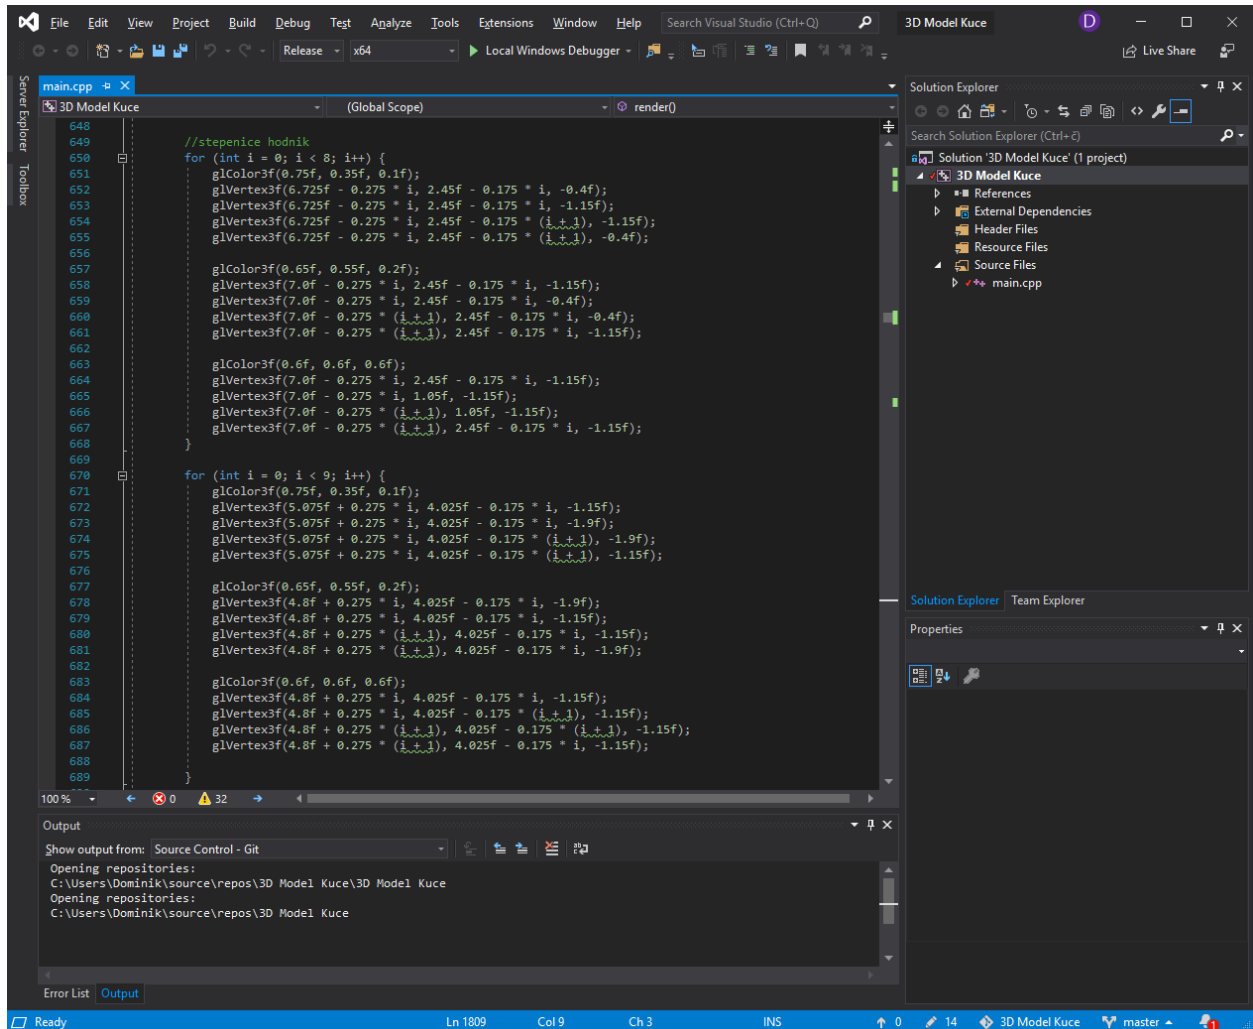 File Edit View Project Build Debug Test Analyze Tools Extensions Window Help Search Visual Studio (Ctrl+Q) 3D Model Kuce D
Release x64 Local Windows Debugger Live Share
Server Explorer
Toolbox
main.cpp
3D Model Kuce (Global Scope) render()
648
649 //stepenice hodnik
650 for (int i = 0; i < 8; i++) {
651 glColor3f(0.75f, 0.35f, 0.1f);
652 glVertex3f(6.725f - 0.275 * i, 2.45f - 0.175 * i, -0.4f);
653 glVertex3f(6.725f - 0.275 * i, 2.45f - 0.175 * i, -1.15f);
654 glVertex3f(6.725f - 0.275 * i, 2.45f - 0.175 * (i + 1), -1.15f);
655 glVertex3f(6.725f - 0.275 * i, 2.45f - 0.175 * (i + 1), -0.4f);
656
657 glColor3f(0.65f, 0.55f, 0.2f);
658 glVertex3f(7.0f - 0.275 * i, 2.45f - 0.175 * i, -1.15f);
659 glVertex3f(7.0f - 0.275 * i, 2.45f - 0.175 * i, -0.4f);
660 glVertex3f(7.0f - 0.275 * (i + 1), 2.45f - 0.175 * i, -0.4f);
661 glVertex3f(7.0f - 0.275 * (i + 1), 2.45f - 0.175 * i, -1.15f);
662
663 glColor3f(0.6f, 0.6f, 0.6f);
664 glVertex3f(7.0f - 0.275 * i, 2.45f - 0.175 * i, -1.15f);
665 glVertex3f(7.0f - 0.275 * i, 1.05f, -1.15f);
666 glVertex3f(7.0f - 0.275 * (i + 1), 1.05f, -1.15f);
667 glVertex3f(7.0f - 0.275 * (i + 1), 2.45f - 0.175 * i, -1.15f);
668 }
669
670 for (int i = 0; i < 9; i++) {
671 glColor3f(0.75f, 0.35f, 0.1f);
672 glVertex3f(5.075f + 0.275 * i, 4.025f - 0.175 * i, -1.15f);
673 glVertex3f(5.075f + 0.275 * i, 4.025f - 0.175 * i, -1.9f);
674 glVertex3f(5.075f + 0.275 * i, 4.025f - 0.175 * (i + 1), -1.9f);
675 glVertex3f(5.075f + 0.275 * i, 4.025f - 0.175 * (i + 1), -1.15f);
676
677 glColor3f(0.65f, 0.55f, 0.2f);
678 glVertex3f(4.8f + 0.275 * i, 4.025f - 0.175 * i, -1.9f);
679 glVertex3f(4.8f + 0.275 * i, 4.025f - 0.175 * i, -1.15f);
680 glVertex3f(4.8f + 0.275 * (i + 1), 4.025f - 0.175 * i, -1.15f);
681 glVertex3f(4.8f + 0.275 * (i + 1), 4.025f - 0.175 * i, -1.9f);
682
683 glColor3f(0.6f, 0.6f, 0.6f);
684 glVertex3f(4.8f + 0.275 * i, 4.025f - 0.175 * i, -1.15f);
685 glVertex3f(4.8f + 0.275 * i, 4.025f - 0.175 * (i + 1), -1.15f);
686 glVertex3f(4.8f + 0.275 * (i + 1), 4.025f - 0.175 * (i + 1), -1.15f);
687 glVertex3f(4.8f + 0.275 * (i + 1), 4.025f - 0.175 * i, -1.15f);
688
689 }
100 % 0 32
Output
Show output from: Source Control - Git
Opening repositories:
C:\Users\Dominik\source\repos\3D Model Kuce\3D Model Kuce
Opening repositories:
C:\Users\Dominik\source\repos\3D Model Kuce
Error List Output
Solution Explorer
Search Solution Explorer (Ctrl+č)
Solution '3D Model Kuce' (1 project)
3D Model Kuce
References
External Dependencies
Header Files
Resource Files
Source Files
main.cpp
Solution Explorer Team Explorer
Properties
Ready Ln 1809 Col 9 Ch 3 INS 0 14 3D Model Kuce master 1